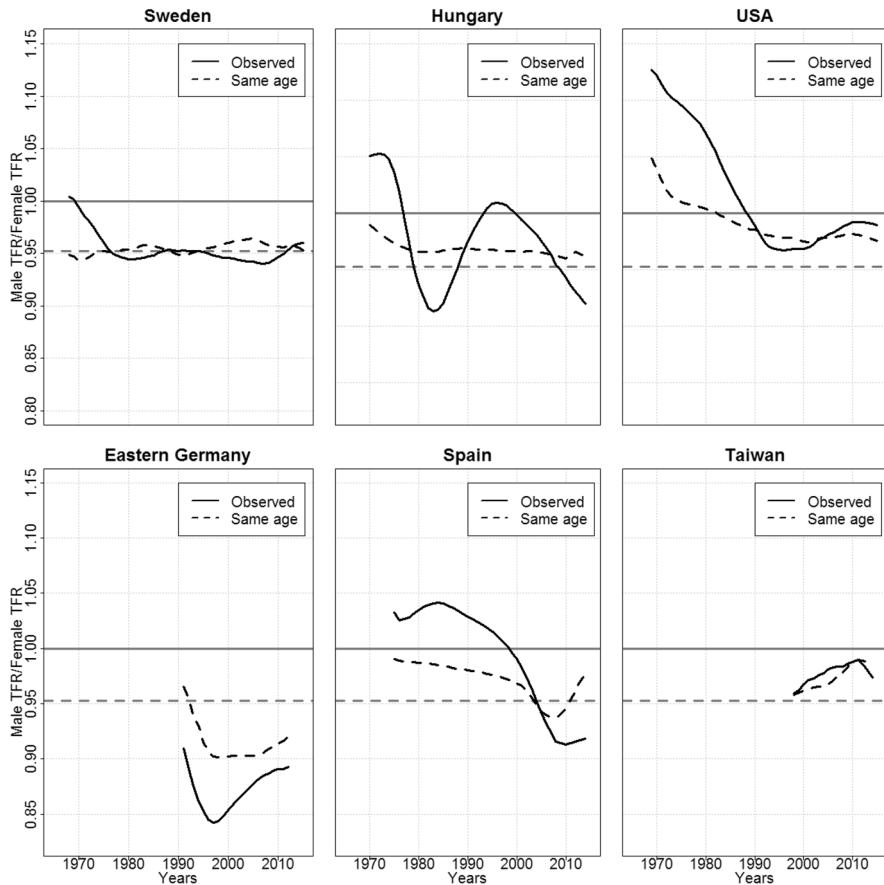 Sweden
Hungary
USA
Observed
Same age
Observed
Same age
Observed
Same age
Male TFR/Female TFR
1.15
1.10
1.05
1.00
0.95
0.90
0.85
0.80
Eastern Germany
Spain
Taiwan
Observed
Same age
Observed
Same age
Observed
Same age
Male TFR/Female TFR
1.15
1.10
1.05
1.00
0.95
0.90
0.85
1970 1980 1990 2000 2010
1970 1980 1990 2000 2010
1970 1980 1990 2000 2010
Years
Years
Years